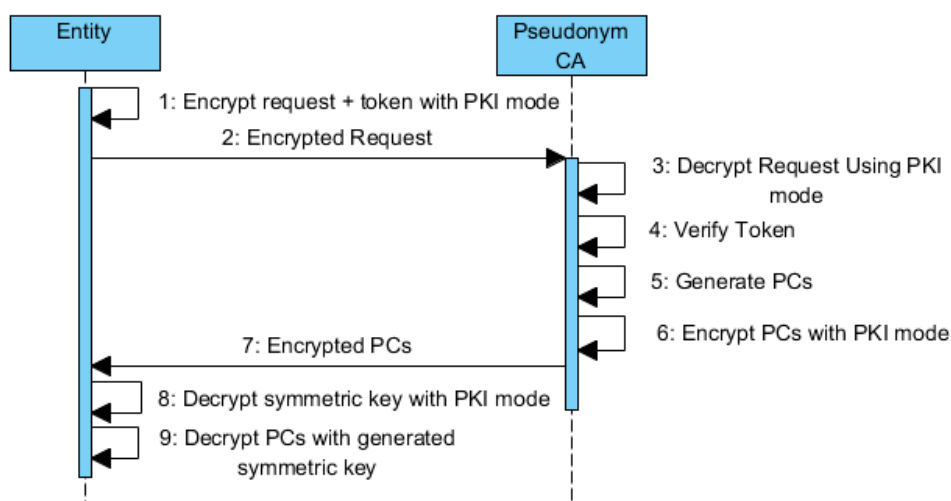 Entity
Pseudonym
CA
1: Encrypt request + token with PKI mode
2: Encrypted Request
3: Decrypt Request Using PKI
mode
4: Verify Token
5: Generate PCs
6: Encrypt PCs with PKI mode
7: Encrypted PCs
8: Decrypt symmetric key with PKI mode
9: Decrypt PCs with generated
symmetric key